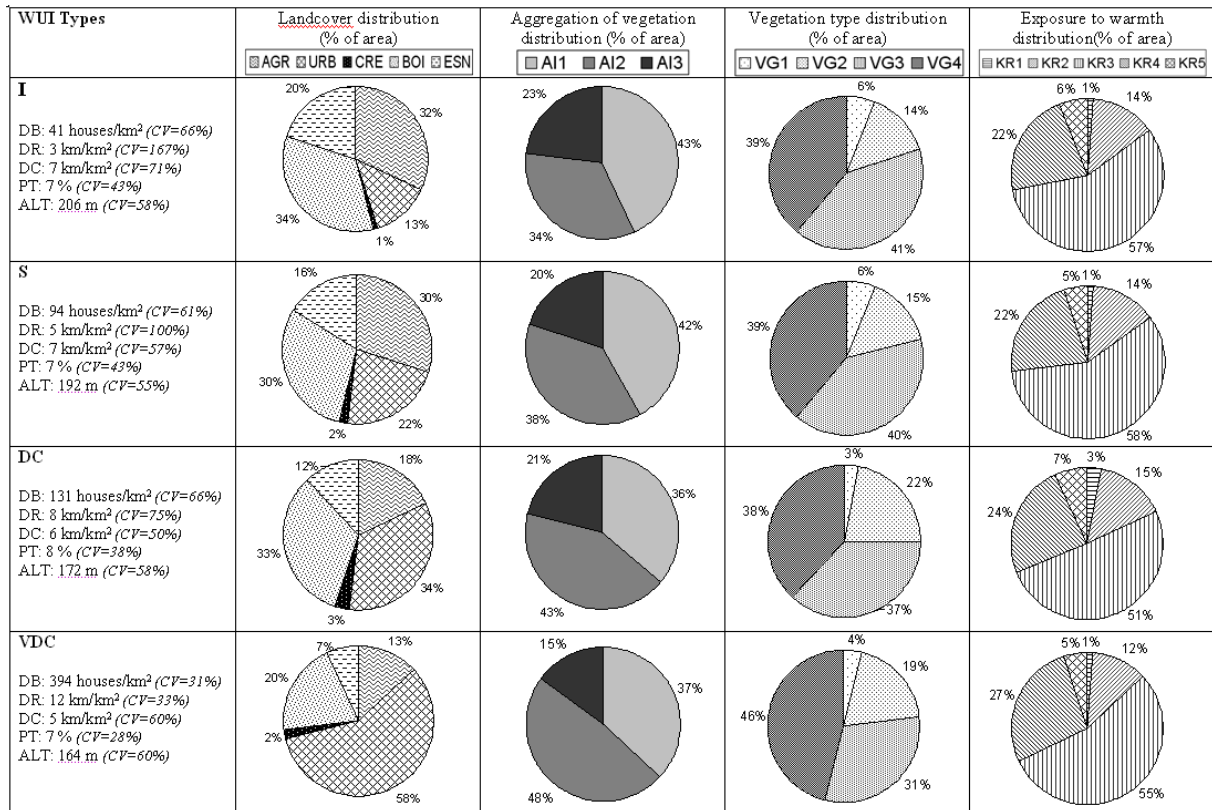 WUI Types
Landcover distribution
(% of area)
AGR URB CRE BOI ESN
Aggregation of vegetation
distribution (% of area)
AI1 AI2 AI3
Vegetation type distribution
(% of area)
VG1 VG2 VG3 VG4
Exposure to warmth
distribution(% of area)
KR1 KR2 KR3 KR4 KR5
I
DB: 41 houses/km² (CV=66%)
DR: 3 km/km² (CV=167%)
DC: 7 km/km² (CV=71%)
PT: 7 % (CV=43%)
ALT: 206 m (CV=58%)
20%
32%
34%
1%
13%
23%
43%
34%
6%
14%
39%
41%
6%
1%
14%
22%
57%
S
DB: 94 houses/km² (CV=61%)
DR: 5 km/km² (CV=100%)
DC: 7 km/km² (CV=57%)
PT: 7 % (CV=43%)
ALT: 192 m (CV=55%)
16%
30%
30%
2%
22%
20%
42%
38%
6%
15%
39%
40%
5%
1%
14%
22%
58%
DC
DB: 131 houses/km² (CV=66%)
DR: 8 km/km² (CV=75%)
DC: 6 km/km² (CV=50%)
PT: 8 % (CV=38%)
ALT: 172 m (CV=58%)
12%
18%
33%
3%
34%
21%
36%
43%
3%
22%
38%
37%
7%
3%
15%
24%
51%
VDC
DB: 394 houses/km² (CV=31%)
DR: 12 km/km² (CV=33%)
DC: 5 km/km² (CV=60%)
PT: 7 % (CV=28%)
ALT: 164 m (CV=60%)
7%
13%
20%
2%
58%
15%
37%
48%
4%
19%
46%
31%
5%
1%
12%
27%
55%